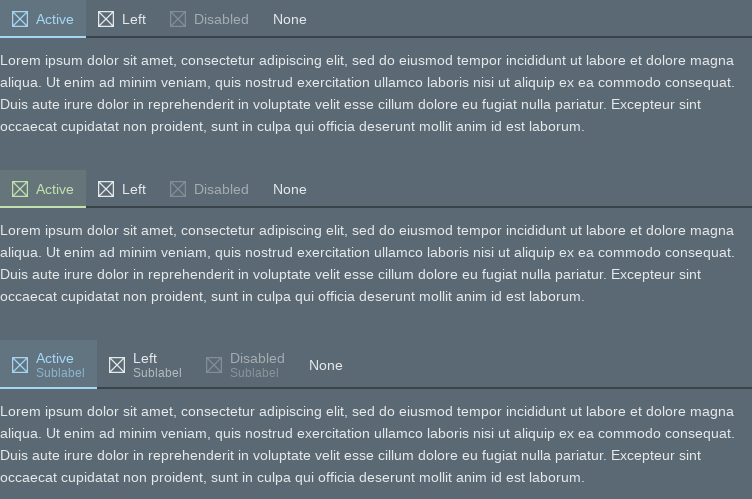 Active Left Disabled None
Lorem ipsum dolor sit amet, consectetur adipiscing elit, sed do eiusmod tempor incididunt ut labore et dolore magna
aliqua. Ut enim ad minim veniam, quis nostrud exercitation ullamco laboris nisi ut aliquip ex ea commodo consequat.
Duis aute irure dolor in reprehenderit in voluptate velit esse cillum dolore eu fugiat nulla pariatur. Excepteur sint
occaecat cupidatat non proident, sunt in culpa qui officia deserunt mollit anim id est laborum.
Active Left Disabled None
Lorem ipsum dolor sit amet, consectetur adipiscing elit, sed do eiusmod tempor incididunt ut labore et dolore magna
aliqua. Ut enim ad minim veniam, quis nostrud exercitation ullamco laboris nisi ut aliquip ex ea commodo consequat.
Duis aute irure dolor in reprehenderit in voluptate velit esse cillum dolore eu fugiat nulla pariatur. Excepteur sint
occaecat cupidatat non proident, sunt in culpa qui officia deserunt mollit anim id est laborum.
Active Left Disabled None
Sublabel Sublabel Sublabel
Lorem ipsum dolor sit amet, consectetur adipiscing elit, sed do eiusmod tempor incididunt ut labore et dolore magna
aliqua. Ut enim ad minim veniam, quis nostrud exercitation ullamco laboris nisi ut aliquip ex ea commodo consequat.
Duis aute irure dolor in reprehenderit in voluptate velit esse cillum dolore eu fugiat nulla pariatur. Excepteur sint
occaecat cupidatat non proident, sunt in culpa qui officia deserunt mollit anim id est laborum.